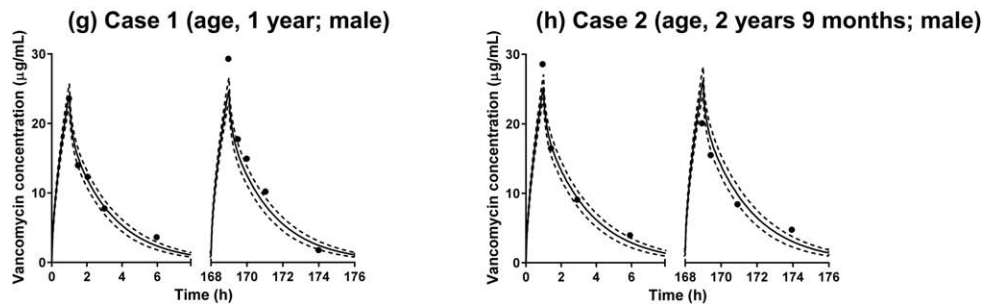 (g) Case 1 (age, 1 year; male)
Vancomycin concentration (μg/mL)
30
20
10
0
0 2 4 6 8 168 170 172 174 176
Time (h)
(h) Case 2 (age, 2 years 9 months; male)
Vancomycin concentration (μg/mL)
30
20
10
0
0 2 4 6 8 168 170 172 174 176
Time (h)